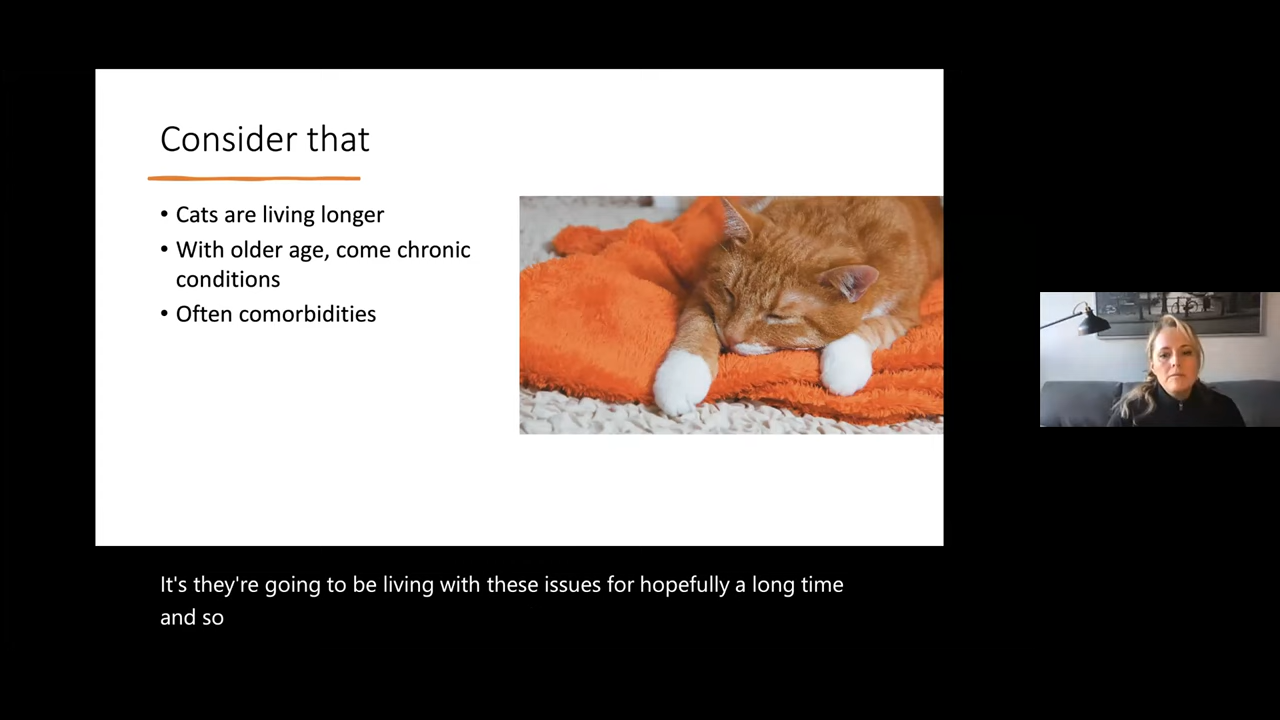 Consider that
• Cats are living longer
• With older age, come chronic
conditions
• Often comorbidities
It's they're going to be living with these issues for hopefully a long time
and so